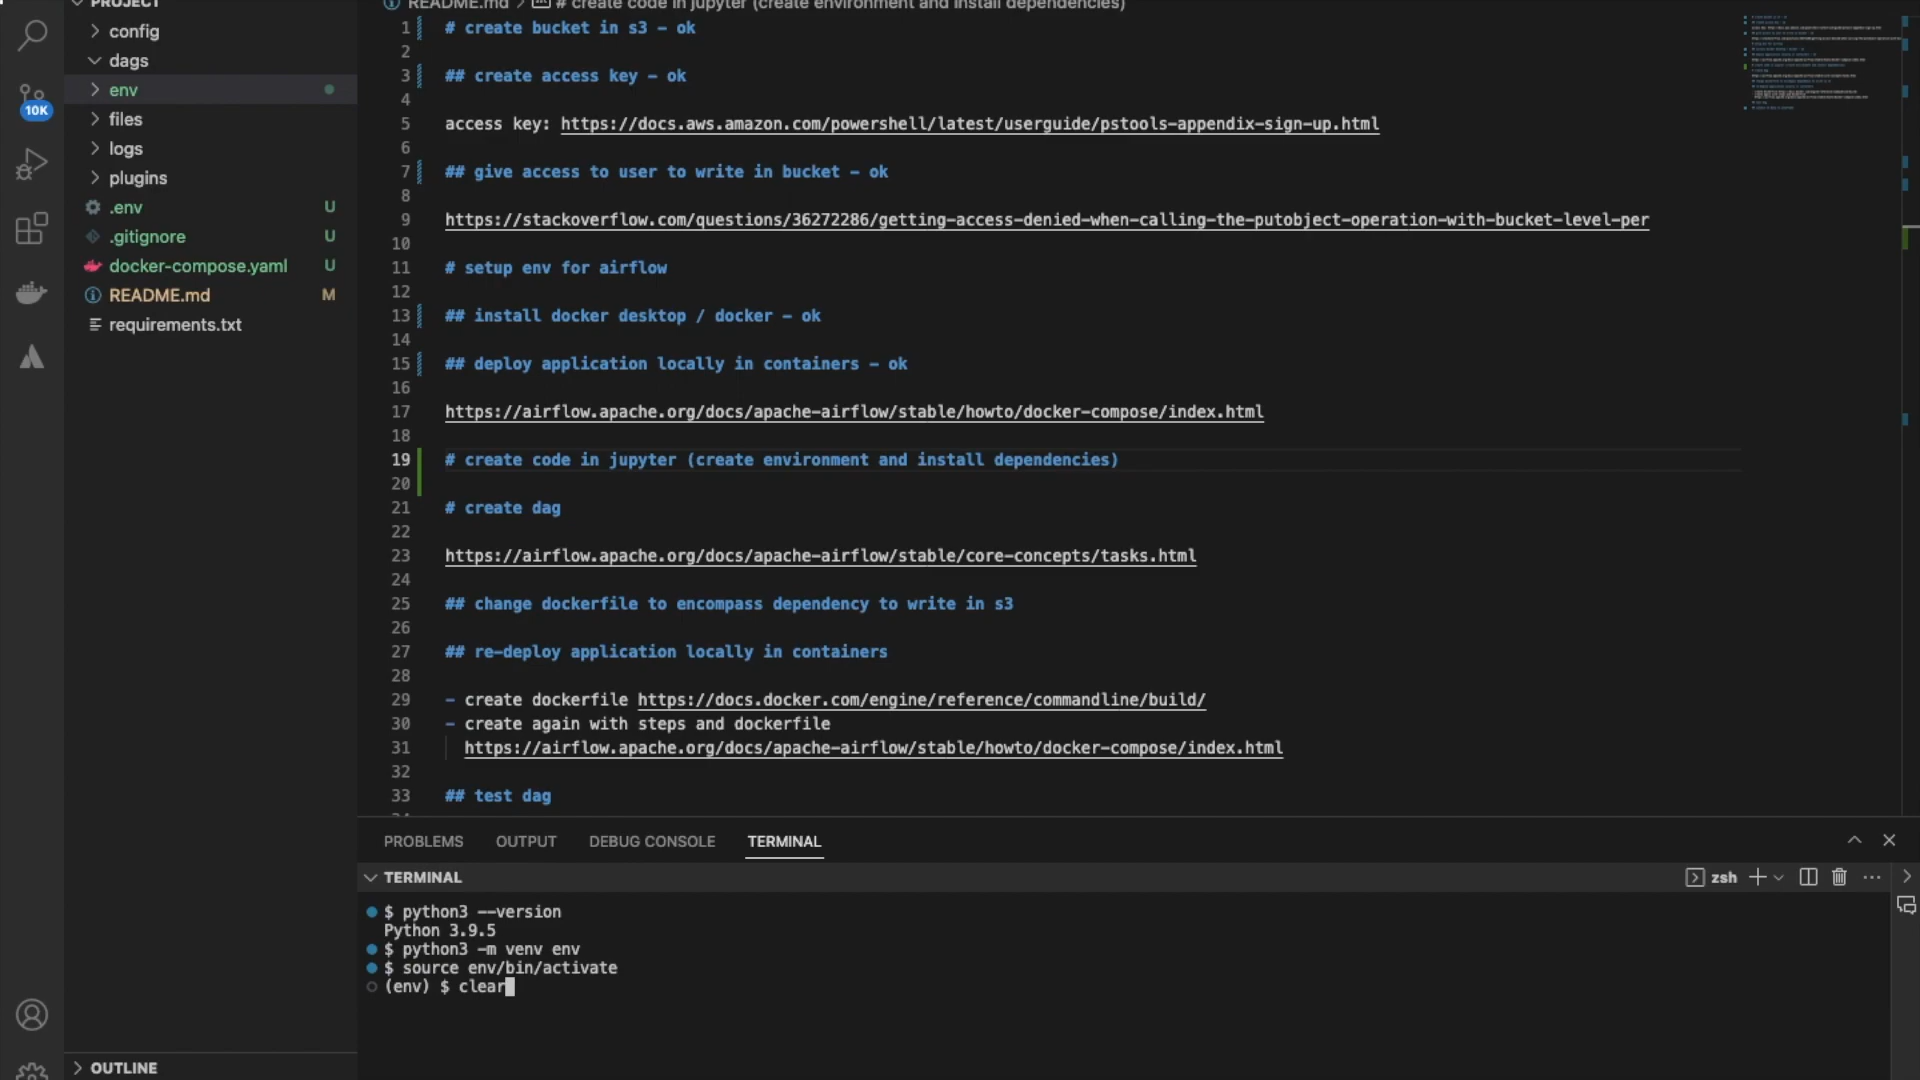 PROJECT
config
dags
env
files
logs
plugins
.env U
.gitignore U
docker-compose.yaml U
README.md M
requirements.txt
10K
OUTLINE
README.md > # create code in jupyter (create environment and install dependencies)
1 # create bucket in s3 - ok
2
3 ## create access key - ok
4
5 access key: https://docs.aws.amazon.com/powershell/latest/userguide/pstools-appendix-sign-up.html
6
7 ## give access to user to write in bucket - ok
8
9 https://stackoverflow.com/questions/36272286/getting-access-denied-when-calling-the-putobject-operation-with-bucket-level-per
10
11 # setup env for airflow
12
13 ## install docker desktop / docker - ok
14
15 ## deploy application locally in containers - ok
16
17 https://airflow.apache.org/docs/apache-airflow/stable/howto/docker-compose/index.html
18
19 # create code in jupyter (create environment and install dependencies)
20
21 # create dag
22
23 https://airflow.apache.org/docs/apache-airflow/stable/core-concepts/tasks.html
24
25 ## change dockerfile to encompass dependency to write in s3
26
27 ## re-deploy application locally in containers
28
29 - create dockerfile https://docs.docker.com/engine/reference/commandline/build/
30 - create again with steps and dockerfile
31 https://airflow.apache.org/docs/apache-airflow/stable/howto/docker-compose/index.html
32
33 ## test dag
PROBLEMS OUTPUT DEBUG CONSOLE TERMINAL
TERMINAL zsh
$ python3 --version
Python 3.9.5
$ python3 -m venv env
$ source env/bin/activate
(env) $ clear